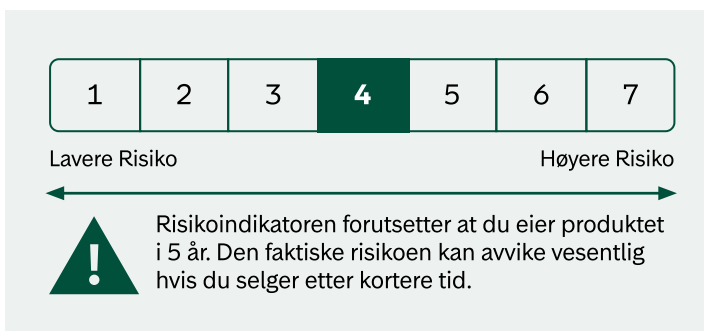 1 2 3 4 5 6 7
Lavere Risiko Høyere Risiko
Risikoindikatoren forutsetter at du eier produktet
i 5 år. Den faktiske risikoen kan avvike vesentlig
hvis du selger etter kortere tid.